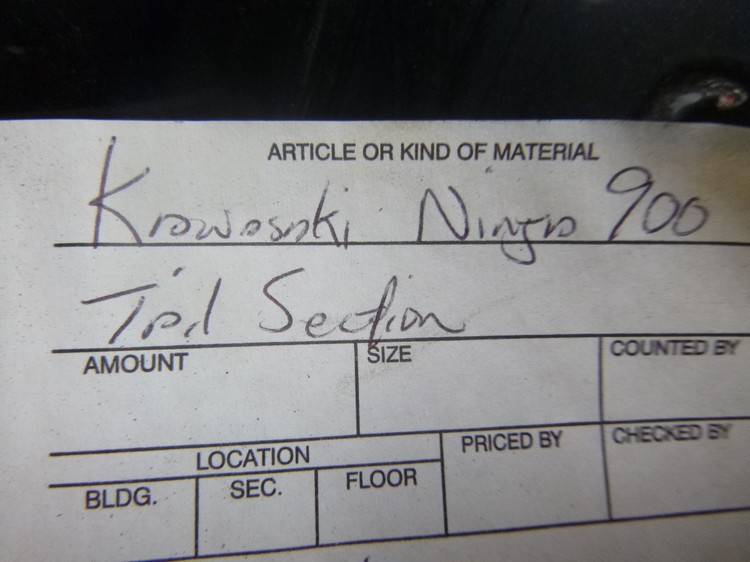 ARTICLE OR KIND OF MATERIAL
Kawasaki Ninja 900
Tail Section
AMOUNT
SIZE
COUNTED BY
LOCATION
PRICED BY
CHECKED BY
BLDG.
SEC.
FLOOR